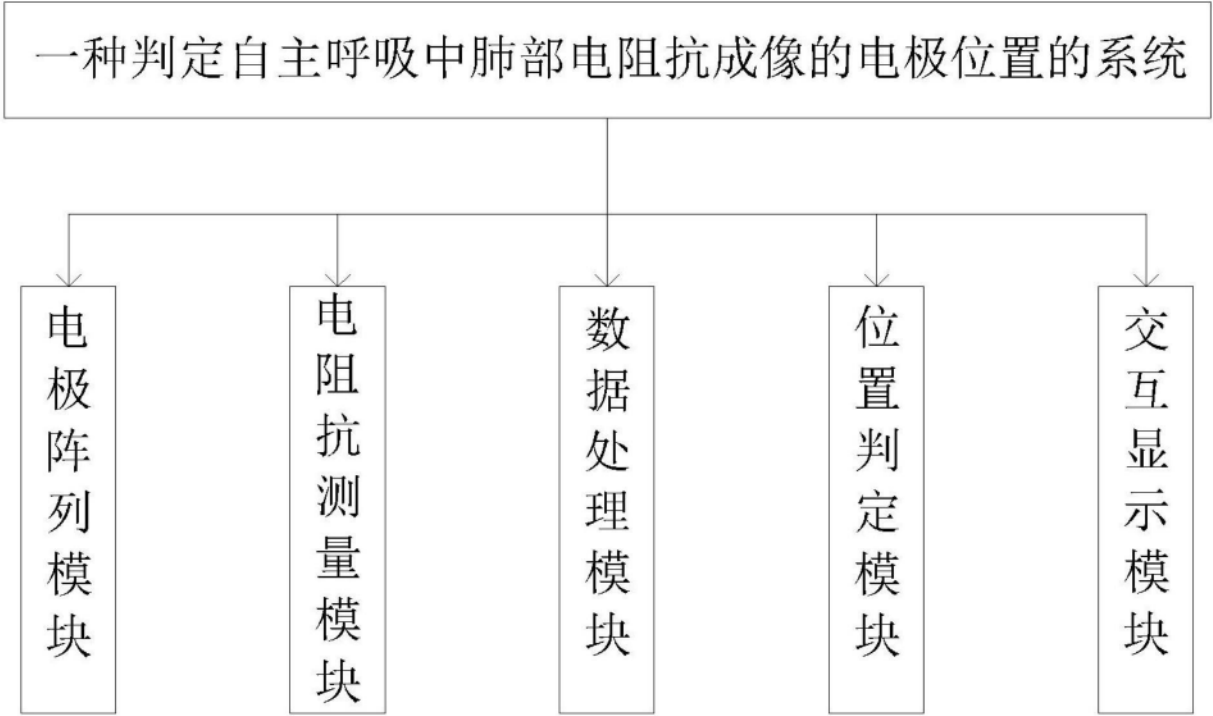 一种判定自主呼吸中肺部电阻抗成像的电极位置的系统
电极阵列模块
电阻抗测量模块
数据处理模块
位置判定模块
交互显示模块